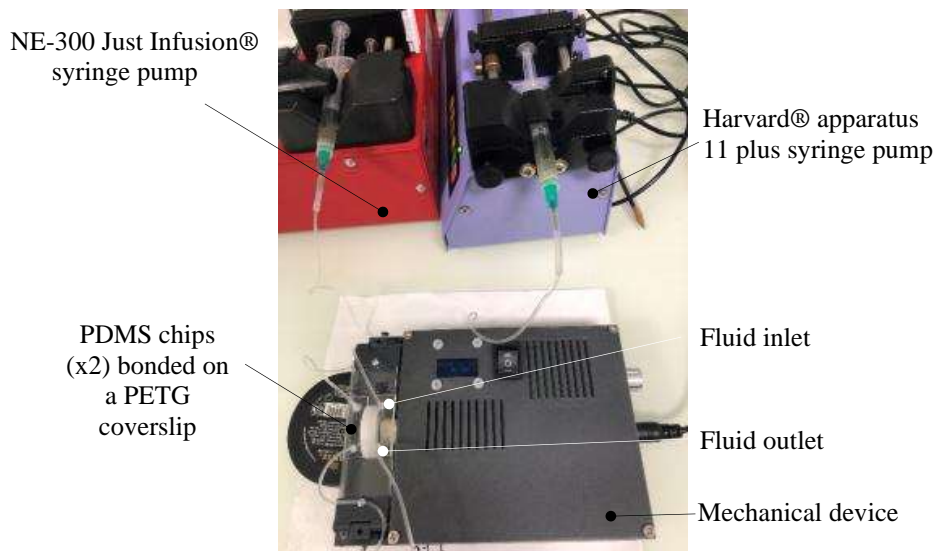 NE-300 Just Infusion®
syringe pump
Harvard® apparatus
11 plus syringe pump
PDMS chips
(x2) bonded on
a PETG
coverslip
Fluid inlet
Fluid outlet
Mechanical device